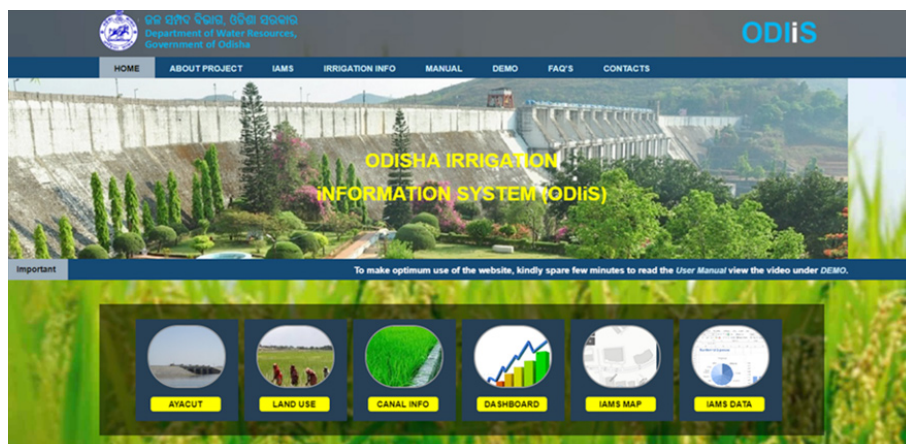 ଜଳ ସମ୍ପଦ ବିଭାଗ, ଓଡ଼ିଶା ସରକାର
Department of Water Resources,
Government of Odisha
ODIiS
HOME ABOUT PROJECT IAMS IRRIGATION INFO MANUAL DEMO FAQ'S CONTACTS
ODISHA IRRIGATION
iNFORMATION SYSTEM (ODIiS)
Important To make optimum use of the website, kindly spare few minutes to read the User Manual view the video under DEMO.
AYACUT LAND USE CANAL INFO DASHBOARD IAMS MAP IAMS DATA